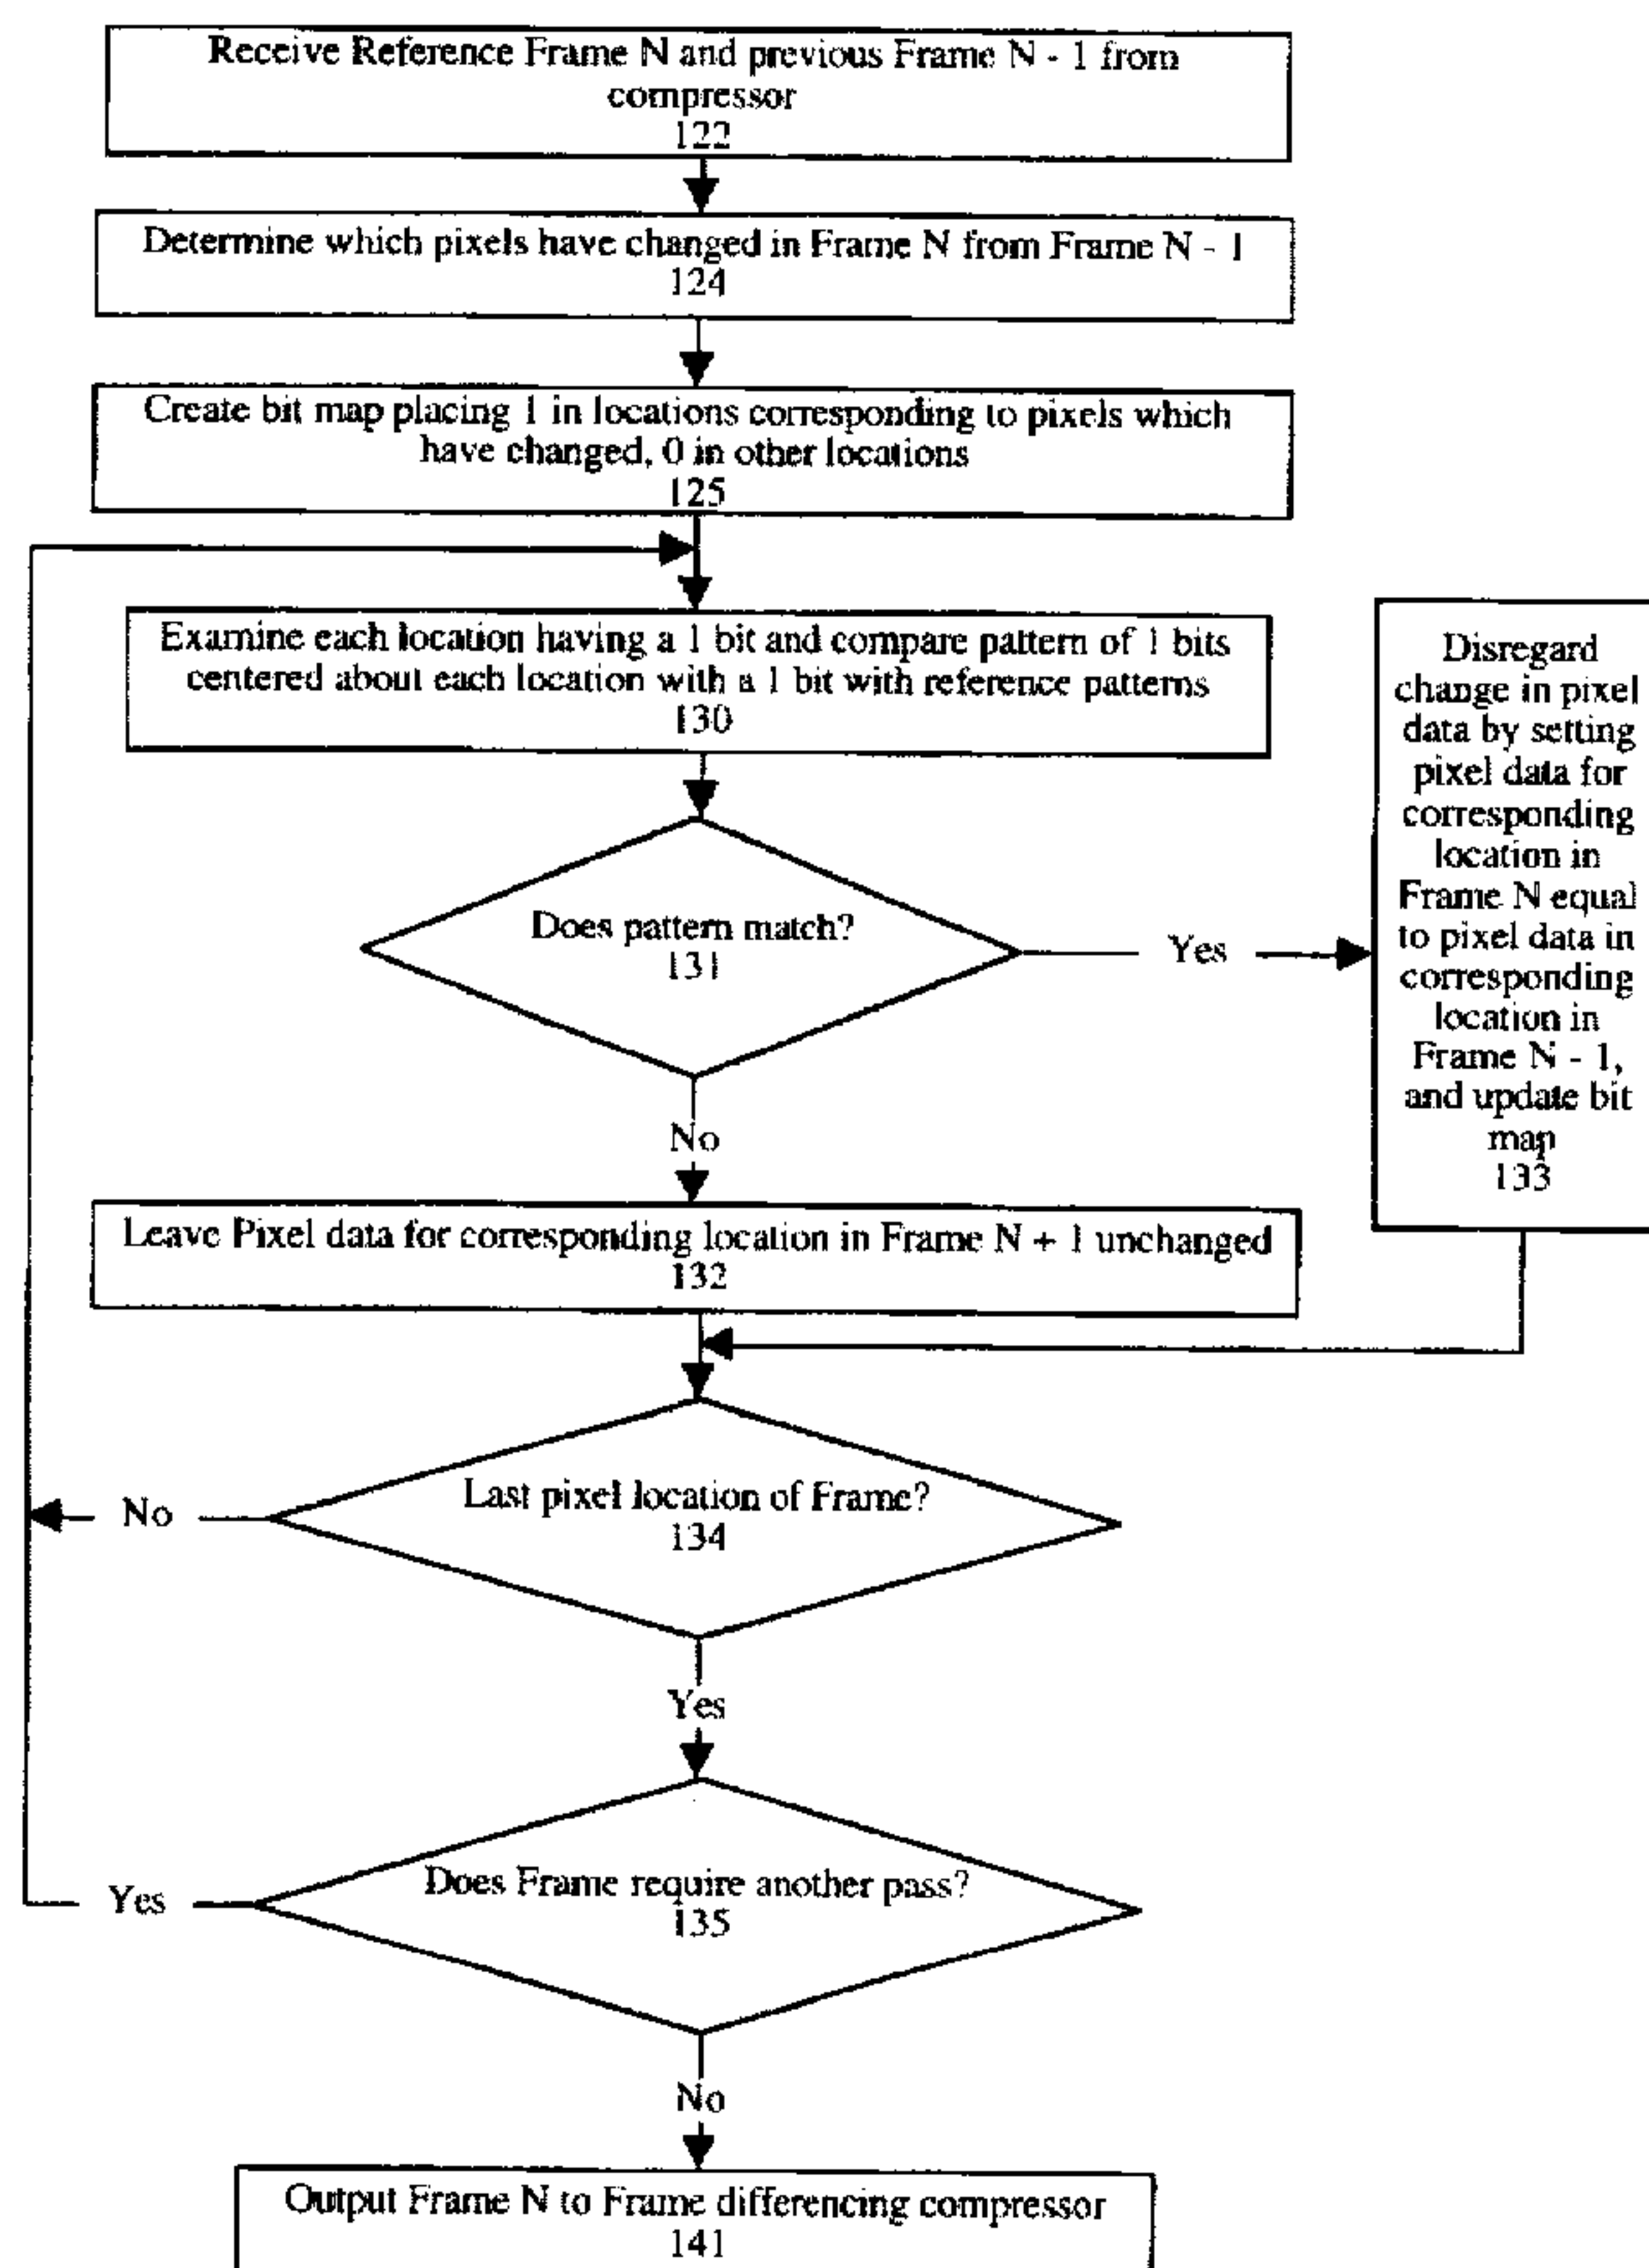 Receive Reference Frame N and previous Frame N - 1 from
compressor
122
Determine which pixels have changed in Frame N from Frame N - 1
124
Create bit map placing 1 in locations corresponding to pixels which
have changed, 0 in other locations
125
Examine each location having a 1 bit and compare pattern of 1 bits
centered about each location with a 1 bit with reference patterns
130
Does pattern match?
131
Yes
Disregard
change in pixel
data by setting
pixel data for
corresponding
location in
Frame N equal
to pixel data in
corresponding
location in
Frame N - 1,
and update bit
map
133
No
Leave Pixel data for corresponding location in Frame N + 1 unchanged
132
Last pixel location of Frame?
134
No
Yes
Does Frame require another pass?
135
Yes
No
Output Frame N to Frame differencing compressor
141